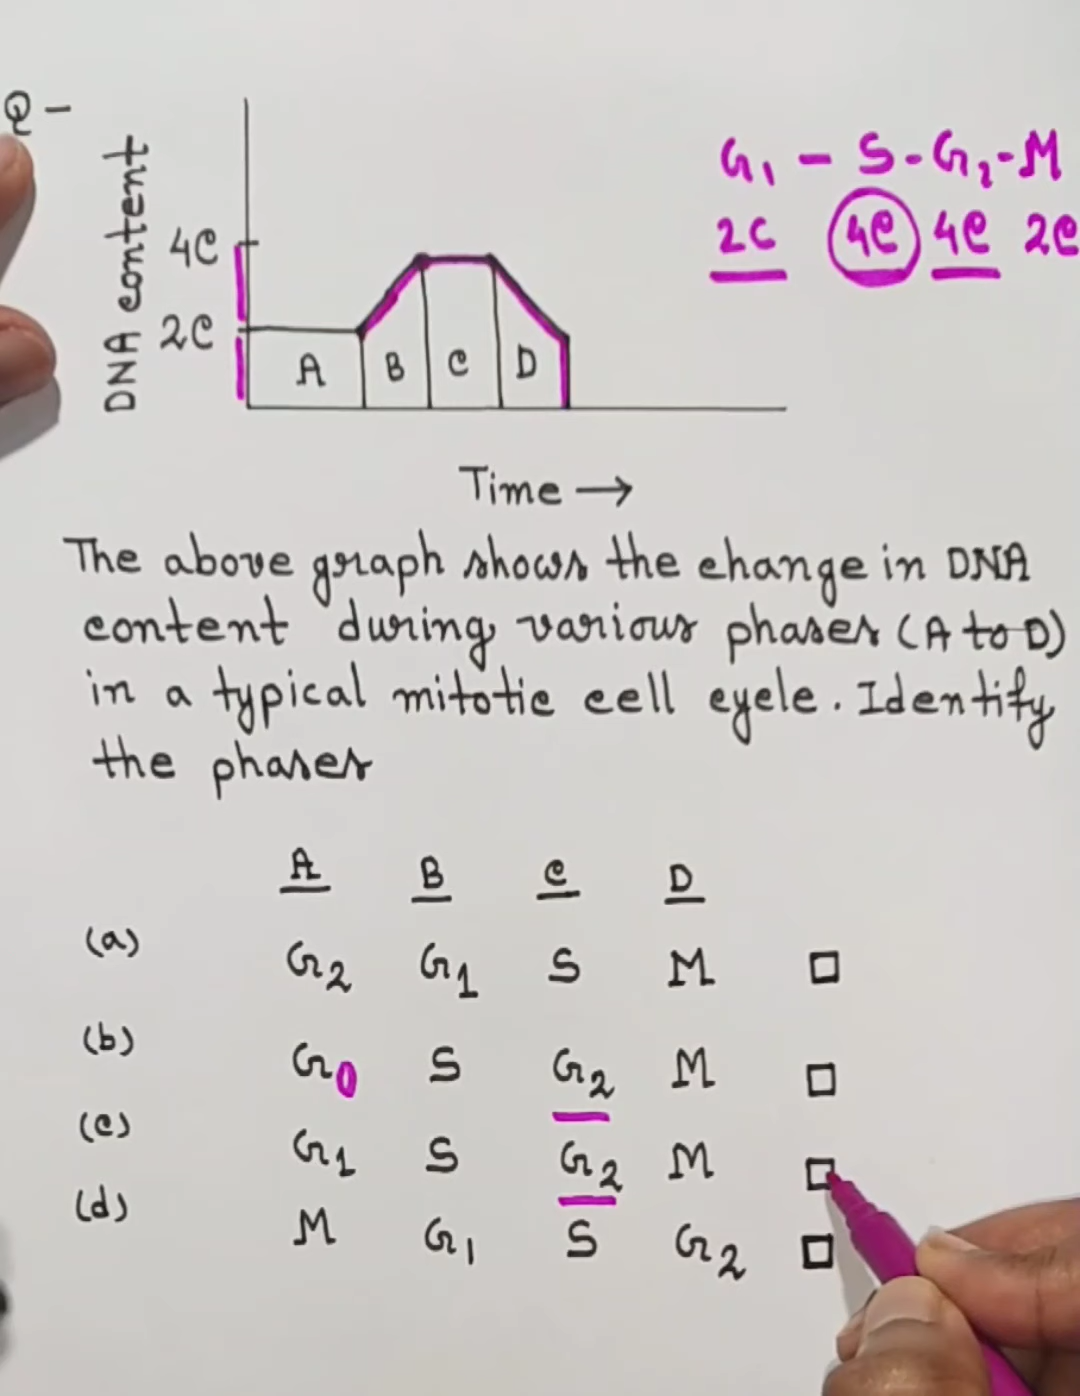 Q-
DNA content
4C
2C
A B C D
G₁ - S - G₂ - M
2C 4C 4C 2C
Time →
The above graph shows the change in DNA
content during various phases (A to D)
in a typical mitotic cell cycle. Identify
the phases
A B C D
(a) G₂ G₁ S M
(b) G₀ S G₂ M
(c) G₁ S G₂ M
(d) M G₁ S G₂